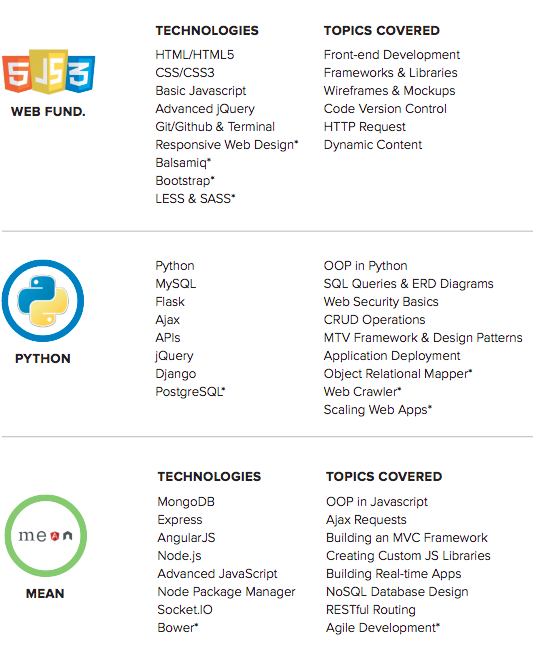 TECHNOLOGIES
HTML/HTML5
CSS/CSS3
Basic Javascript
Advanced jQuery
Git/Github & Terminal
Responsive Web Design*
Balsamiq*
Bootstrap*
LESS & SASS*
TOPICS COVERED
Front-end Development
Frameworks & Libraries
Wireframes & Mockups
Code Version Control
HTTP Request
Dynamic Content
5 JS 3
WEB FUND.
Python
MySQL
Flask
Ajax
APIs
jQuery
Django
PostgreSQL*
OOP in Python
SQL Queries & ERD Diagrams
Web Security Basics
CRUD Operations
MTV Framework & Design Patterns
Application Deployment
Object Relational Mapper*
Web Crawler*
Scaling Web Apps*
PYTHON
TECHNOLOGIES
MongoDB
Express
AngularJS
Node.js
Advanced JavaScript
Node Package Manager
Socket.IO
Bower*
TOPICS COVERED
OOP in Javascript
Ajax Requests
Building an MVC Framework
Creating Custom JS Libraries
Building Real-time Apps
NoSQL Database Design
RESTful Routing
Agile Development*
mean
MEAN